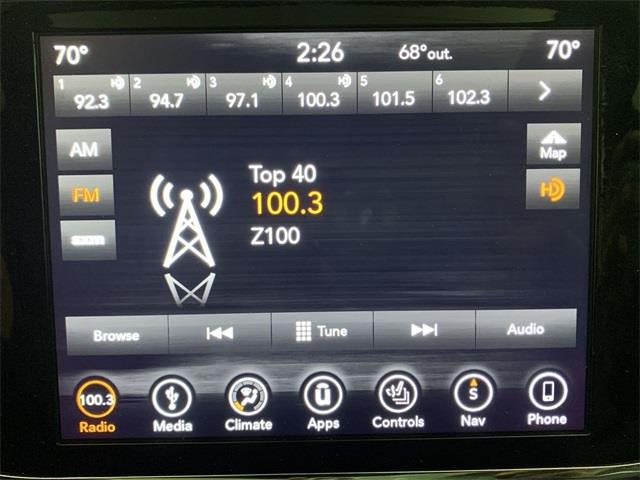 70° 2:26 68°out. 70°
1 2 3 4 5 6
92.3 94.7 97.1 100.3 101.5 102.3
AM
Map
FM
HD
sxm
Top 40
100.3
Z100
Browse Tune Audio
100.3 S
Radio Media Climate Apps Controls Nav Phone